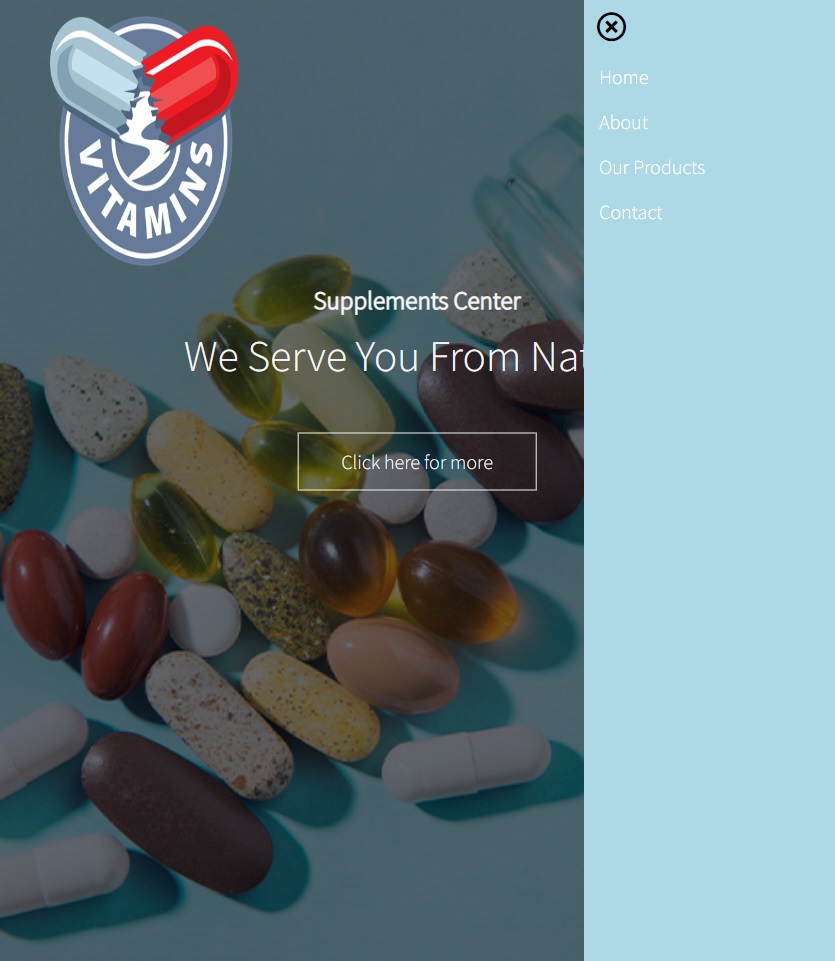 VITAMINS
Home
About
Our Products
Contact
Supplements Center
We Serve You From Nat
Click here for more